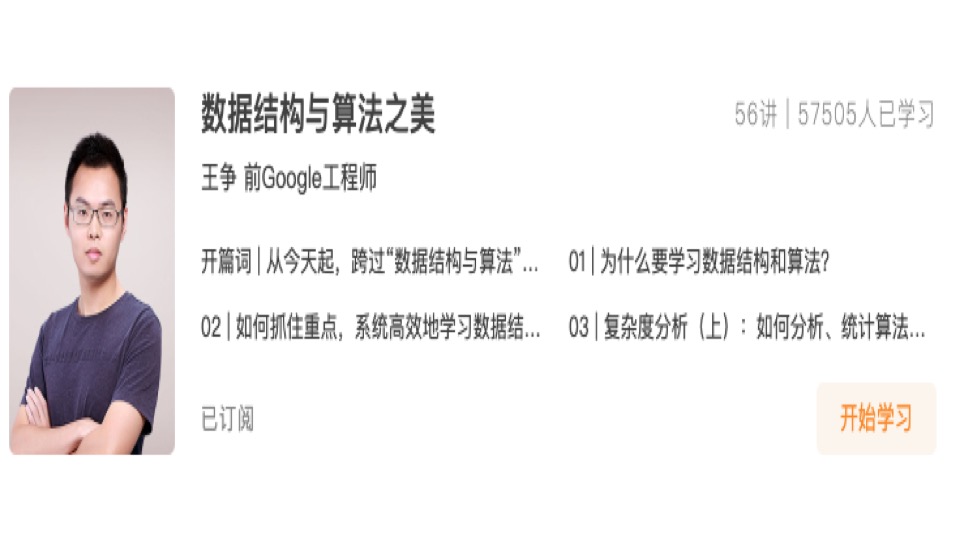 数据结构与算法之美
56讲 | 57505人已学习
王争 前Google工程师
开篇词 | 从今天起，跨过“数据结构与算法”...
01 | 为什么要学习数据结构和算法？
02 | 如何抓住重点，系统高效地学习数据结...
03 | 复杂度分析（上）：如何分析、统计算法...
已订阅
开始学习